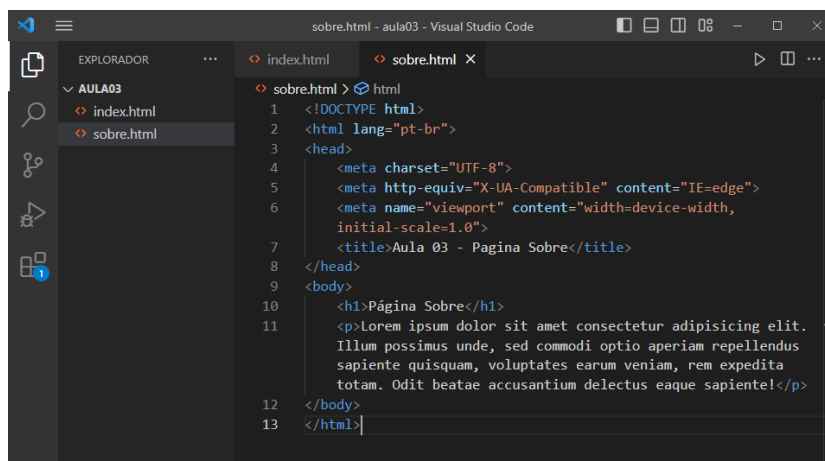 sobre.html - aula03 - Visual Studio Code
EXPLORADOR
AULA03
index.html
sobre.html
index.html
sobre.html
sobre.html > html
1 <!DOCTYPE html>
2 <html lang="pt-br">
3 <head>
4 <meta charset="UTF-8">
5 <meta http-equiv="X-UA-Compatible" content="IE=edge">
6 <meta name="viewport" content="width=device-width,
initial-scale=1.0">
7 <title>Aula 03 - Pagina Sobre</title>
8 </head>
9 <body>
10 <h1>Página Sobre</h1>
11 <p>Lorem ipsum dolor sit amet consectetur adipisicing elit.
Illum possimus unde, sed commodi optio aperiam repellendus
sapiente quisquam, voluptates earum veniam, rem expedita
totam. Odit beatae accusantium delectus eaque sapiente!</p>
12 </body>
13 </html>
1